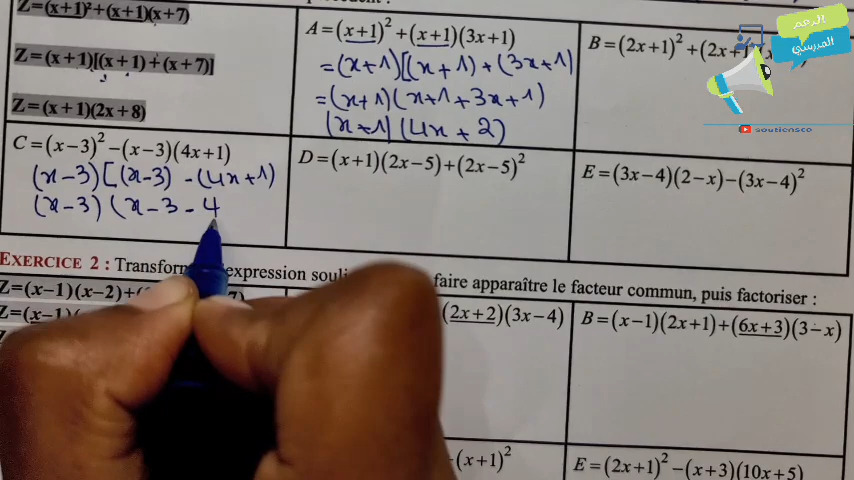 Z=(x+1)²+(x+1)(x+7)
Z=(x+1)[(x+1)+(x+7)]
Z=(x+1)(2x+8)
A=(x+1)²+(x+1)(3x+1)
=(x+1)[(x+1)+(3x+1)
=(x+1)(x+1+3x+1)
(x+1)(4x+2)
B=(2x+1)²+(2x+
C=(x-3)²-(x-3)(4x+1)
(x-3)[(x-3)-(4x+1)
(x-3)(x-3-4
D=(x+1)(2x-5)+(2x-5)²
E=(3x-4)(2-x)-(3x-4)²
EXERCICE 2 : Transfor expression souli faire apparaître le facteur commun, puis factoriser :
Z=(x-1)(x-2)+(
Z=(x-1)
(2x+2)(3x-4)
B=(x-1)(2x+1)+(6x+3)(3-x)
(x+1)²
E=(2x+1)²-(x+3)(10x+5)
الدعم
المدرسي
soutiensco